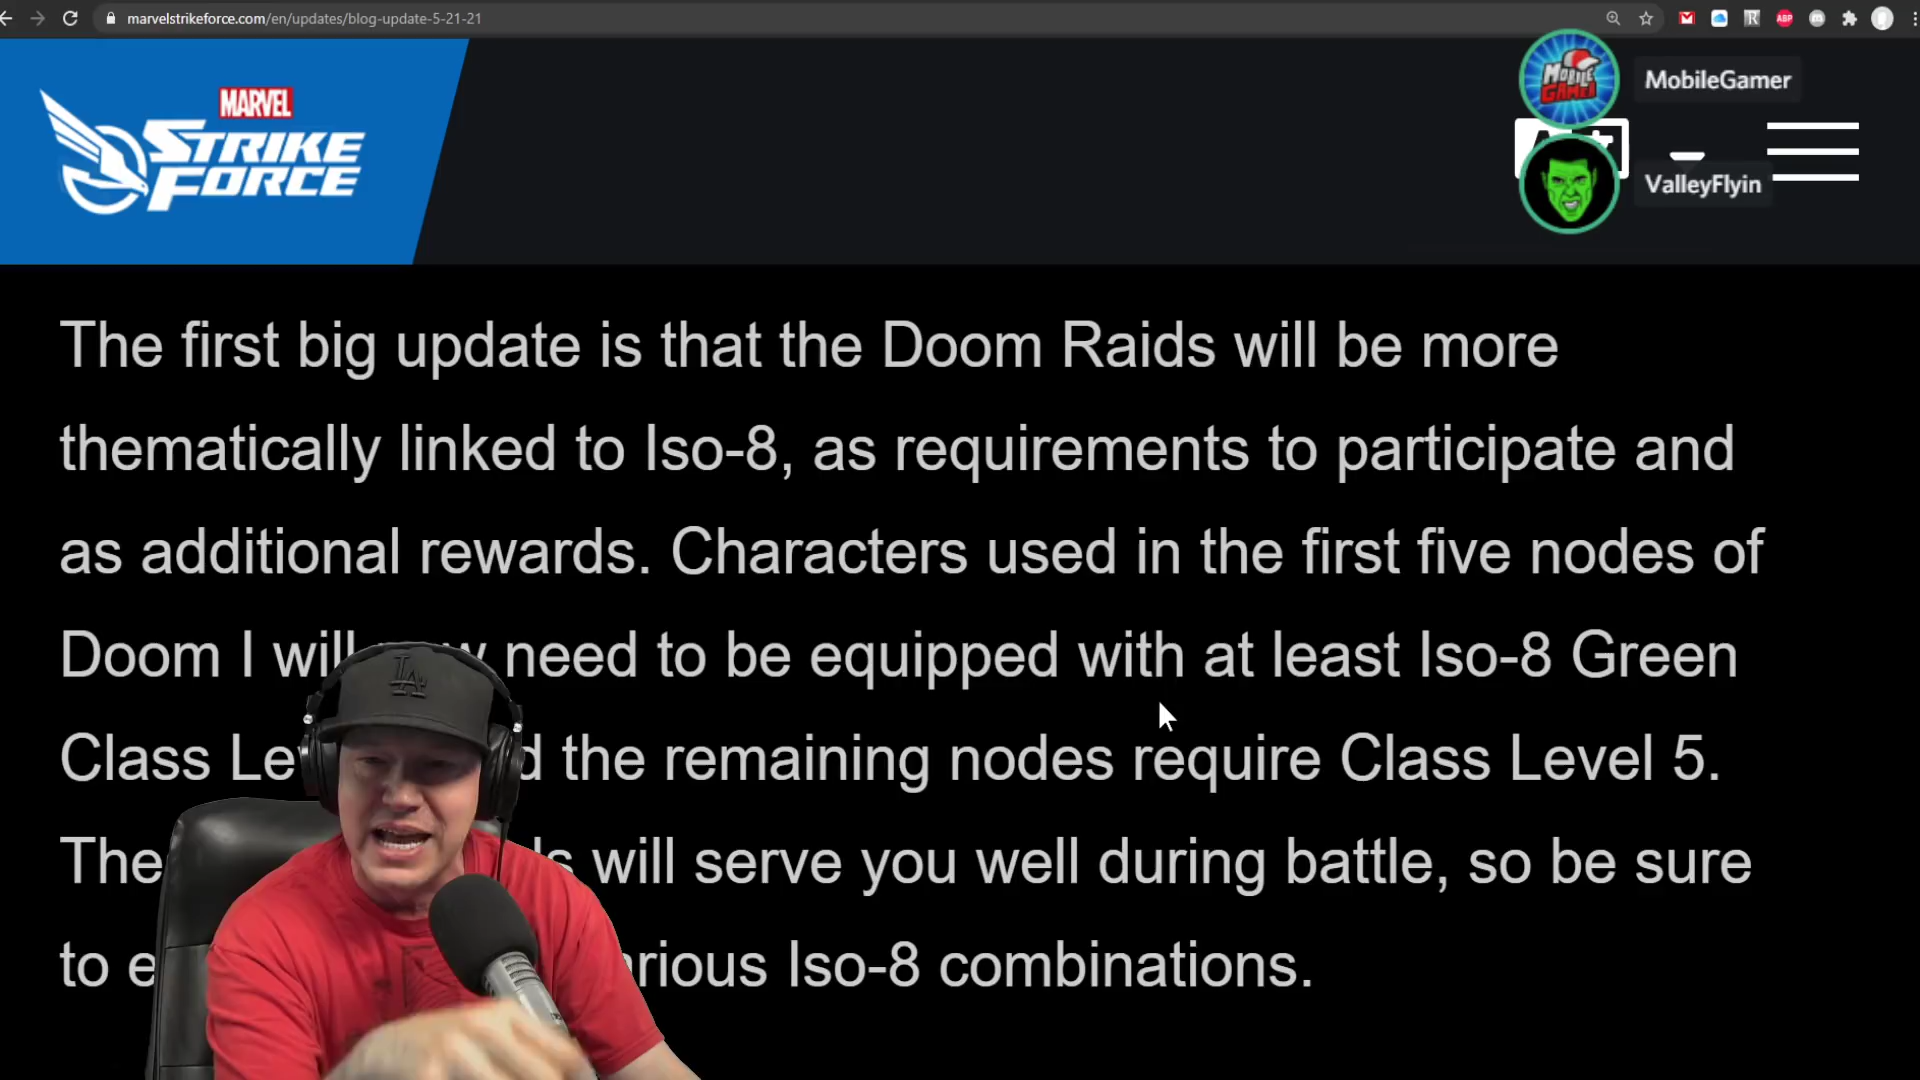 marvelstrikeforce.com/en/updates/blog-update-5-21-21
ABP
MARVEL
STRIKE
FORCE
MOBILE
GAMER
MobileGamer
ValleyFlyin
The first big update is that the Doom Raids will be more
thematically linked to Iso-8, as requirements to participate and
as additional rewards. Characters used in the first five nodes of
Doom I will need to be equipped with at least Iso-8 Green
Class the remaining nodes require Class Level 5.
will serve you well during battle, so be sure
to Iso-8 combinations.
LA